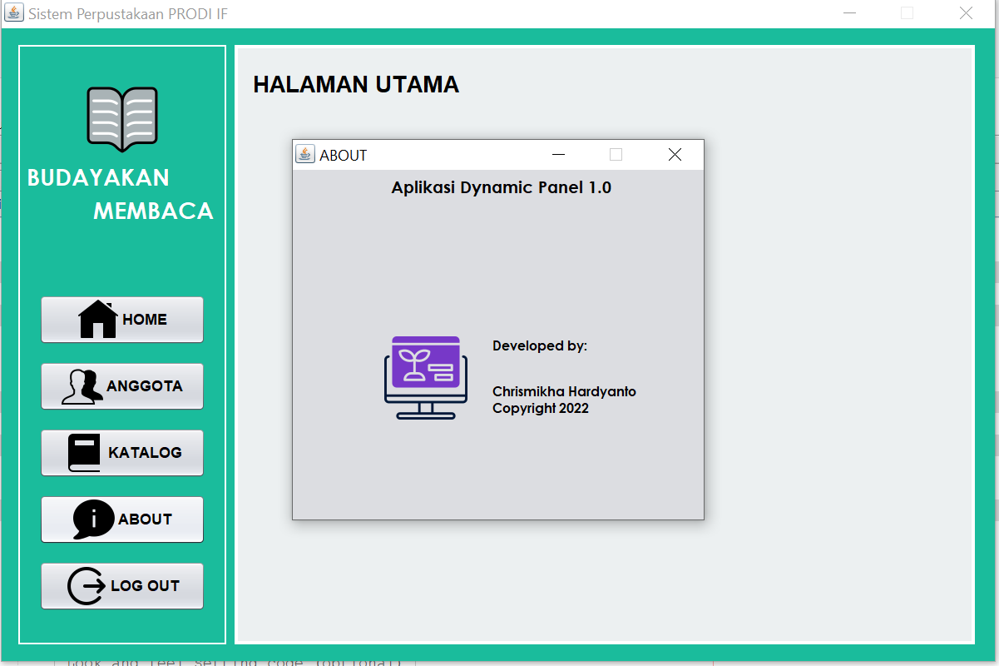 Sistem Perpustakaan PRODI IF
BUDAYAKAN
MEMBACA
HOME
ANGGOTA
KATALOG
ABOUT
LOG OUT
HALAMAN UTAMA
ABOUT
Aplikasi Dynamic Panel 1.0
Developed by:
Chrismikha Hardyanto
Copyright 2022
Look and feel setting code (optional)